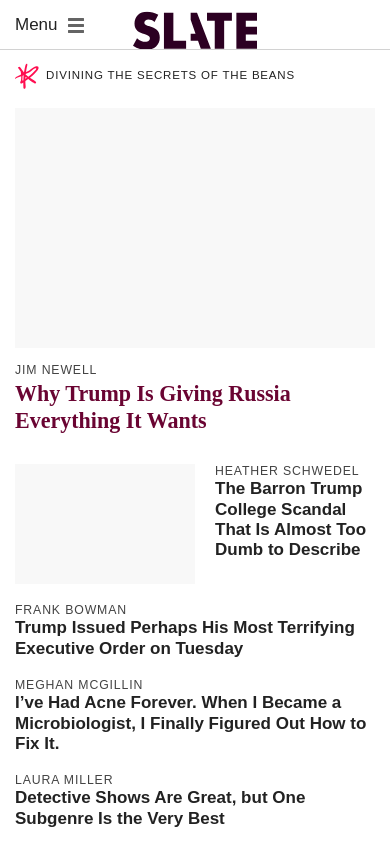 Menu
SLATE
DIVINING THE SECRETS OF THE BEANS
JIM NEWELL
Why Trump Is Giving Russia
Everything It Wants
HEATHER SCHWEDEL
The Barron Trump
College Scandal
That Is Almost Too
Dumb to Describe
FRANK BOWMAN
Trump Issued Perhaps His Most Terrifying
Executive Order on Tuesday
MEGHAN MCGILLIN
I’ve Had Acne Forever. When I Became a
Microbiologist, I Finally Figured Out How to
Fix It.
LAURA MILLER
Detective Shows Are Great, but One
Subgenre Is the Very Best